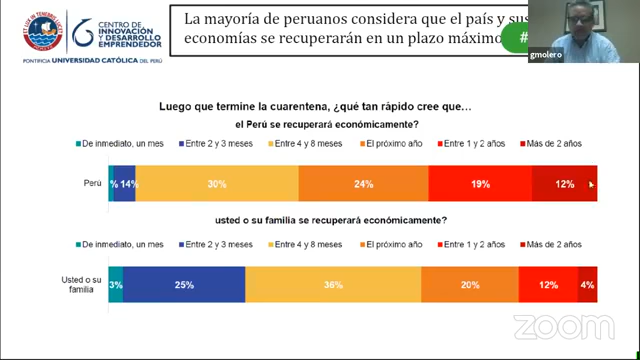 La mayoría de peruanos considera que el país y sus
economías se recuperarán en un plazo máximo
#
gmolero
ET LUX IN TENEBRIS LUCET
CENTRO DE
INNOVACIÓN
Y DESARROLLO
EMPRENDEDOR
PONTIFICIA UNIVERSIDAD CATÓLICA DEL PERÚ
Luego que termine la cuarentena, ¿qué tan rápido cree que…
el Perú se recuperará económicamente?
De inmediato, un mes Entre 2 y 3 meses Entre 4 y 8 meses El próximo año Entre 1 y 2 años Más de 2 años
Perú % 14% 30% 24% 19% 12%
usted o su familia se recuperará económicamente?
De inmediato, un mes Entre 2 y 3 meses Entre 4 y 8 meses El próximo año Entre 1 y 2 años Más de 2 años
Usted o su
familia
3% 25% 36% 20% 12% 4%
zoom